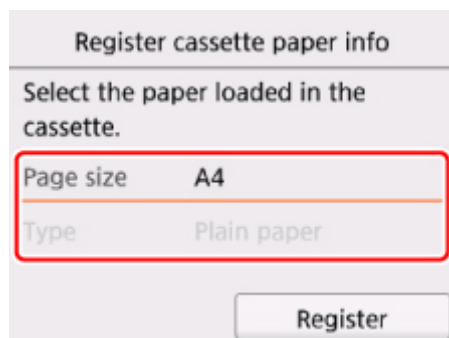 Register cassette paper info
Select the paper loaded in the
cassette.
Page size A4
Type Plain paper
Register